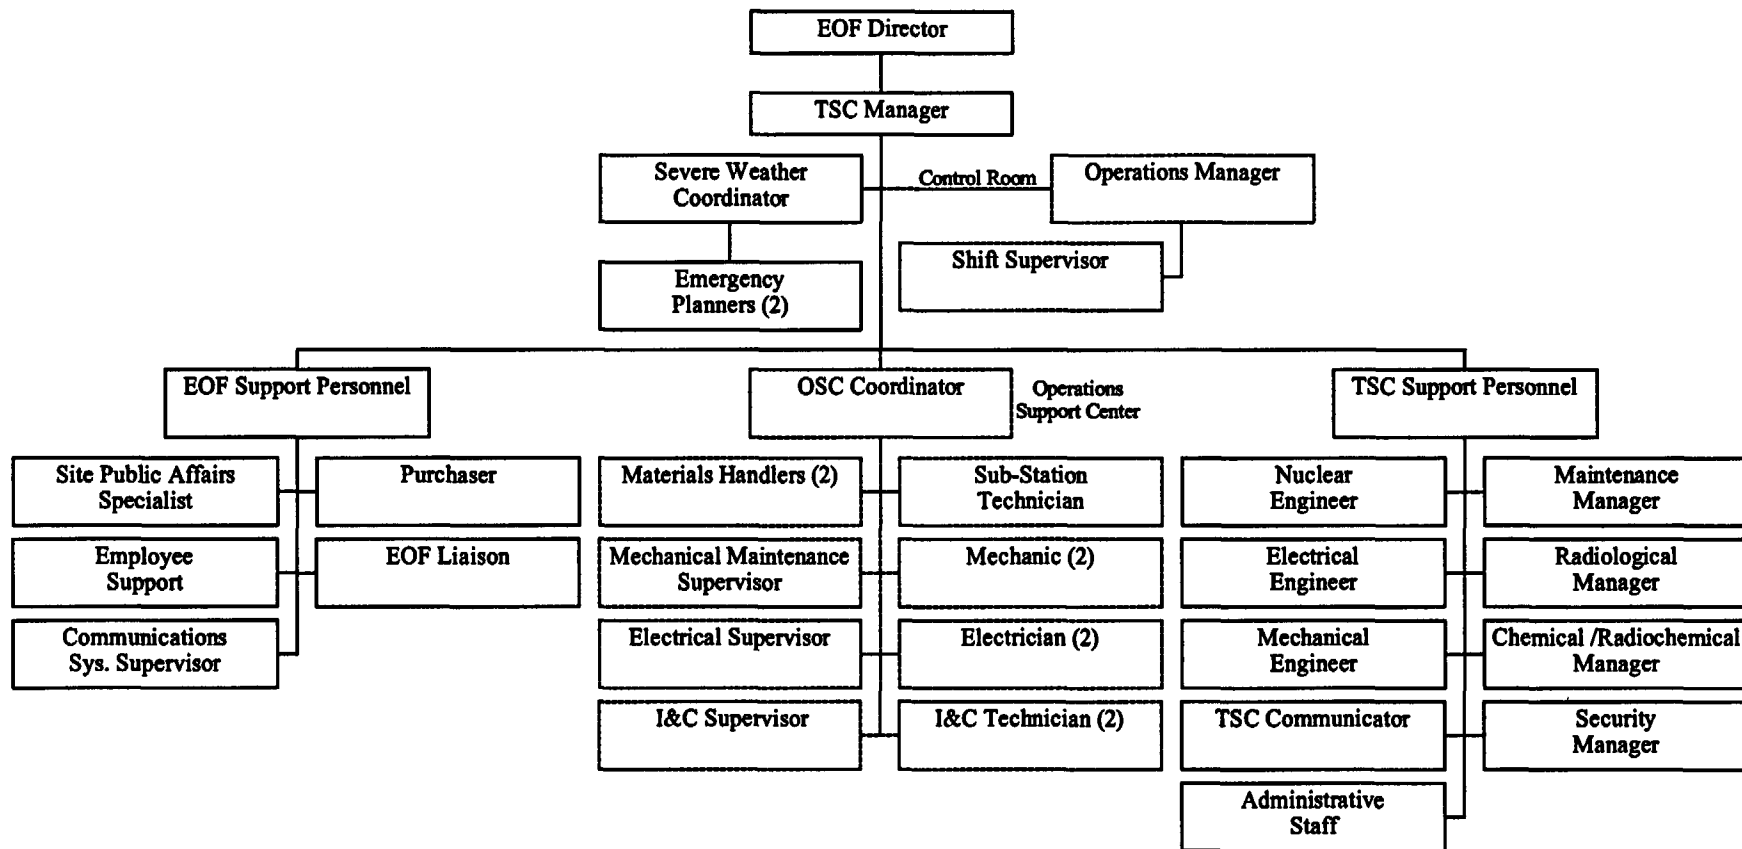 EOF Director
TSC Manager
Severe Weather
Coordinator
Control Room
Operations Manager
Emergency
Planners (2)
Shift Supervisor
EOF Support Personnel
OSC Coordinator
Operations
Support Center
TSC Support Personnel
Site Public Affairs
Specialist
Purchaser
Employee
Support
EOF Liaison
Communications
Sys. Supervisor
Materials Handlers (2)
Sub-Station
Technician
Mechanical Maintenance
Supervisor
Mechanic (2)
Electrical Supervisor
Electrician (2)
I&C Supervisor
I&C Technician (2)
Nuclear
Engineer
Maintenance
Manager
Electrical
Engineer
Radiological
Manager
Mechanical
Engineer
Chemical /Radiochemical
Manager
TSC Communicator
Security
Manager
Administrative
Staff